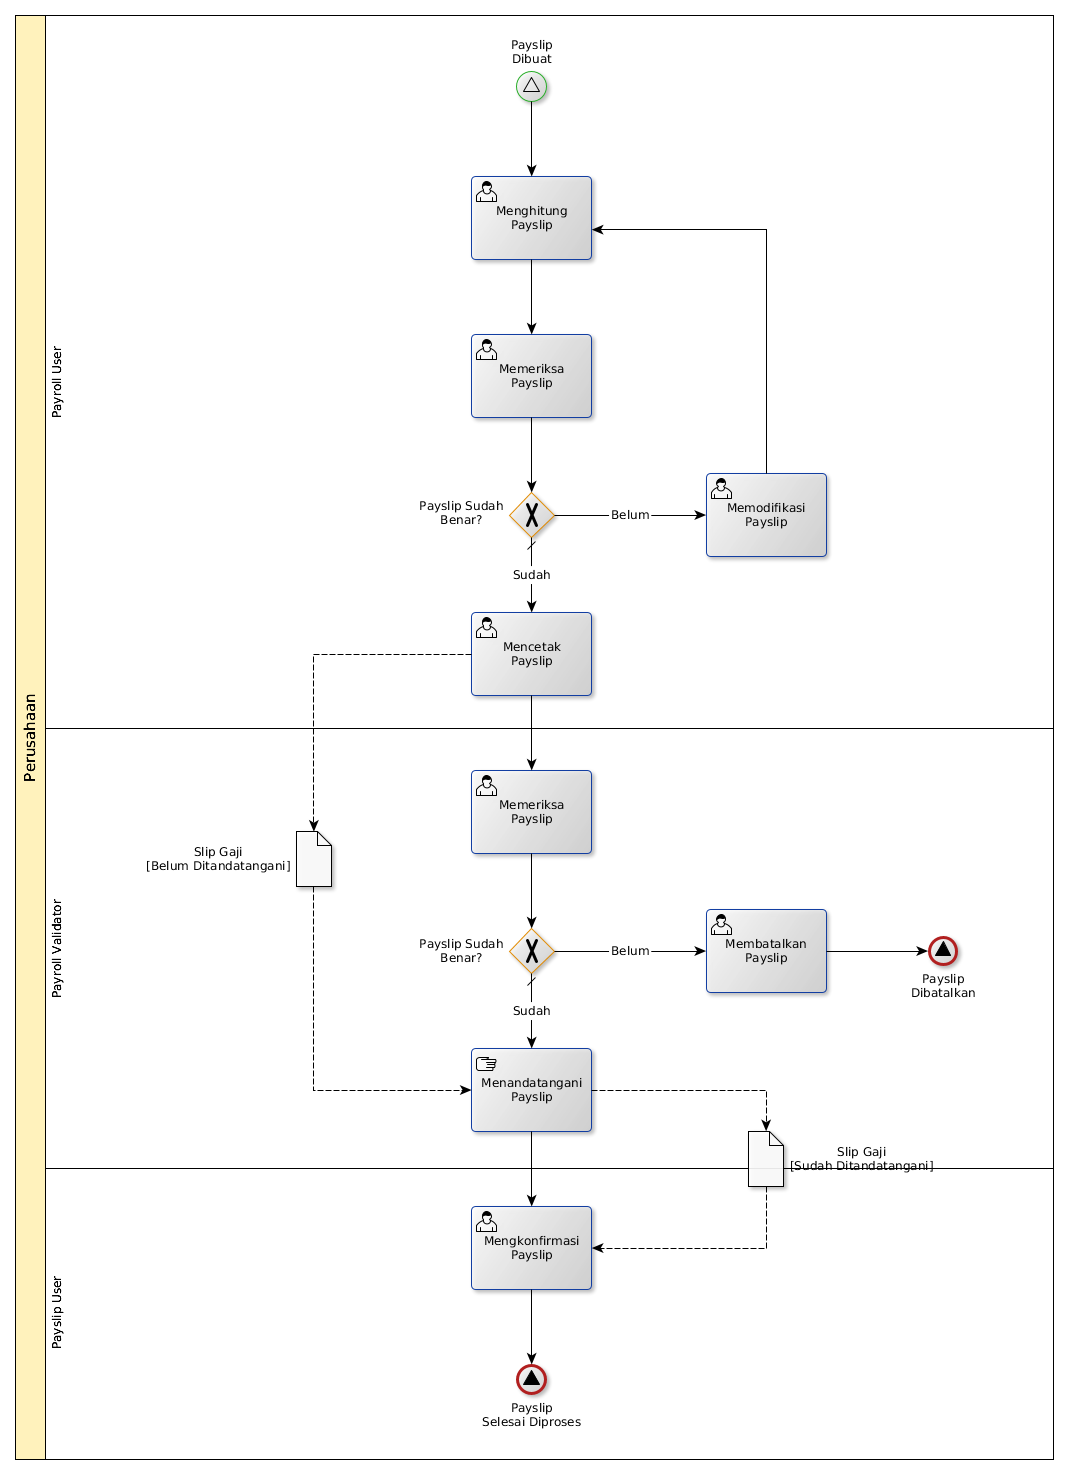 Payslip
Dibuat
Menghitung
Payslip
Payroll User
Memeriksa
Payslip
Payslip Sudah
Benar?
Belum
Memodifikasi
Payslip
Sudah
Mencetak
Payslip
Perusahaan
Memeriksa
Payslip
Slip Gaji
[Belum Ditandatangani]
Payroll Validator
Payslip Sudah
Benar?
Belum
Membatalkan
Payslip
Payslip
Dibatalkan
Sudah
Menandatangani
Payslip
Slip Gaji
[Sudah Ditandatangani]
Payslip User
Mengkonfirmasi
Payslip
Payslip
Selesai Diproses